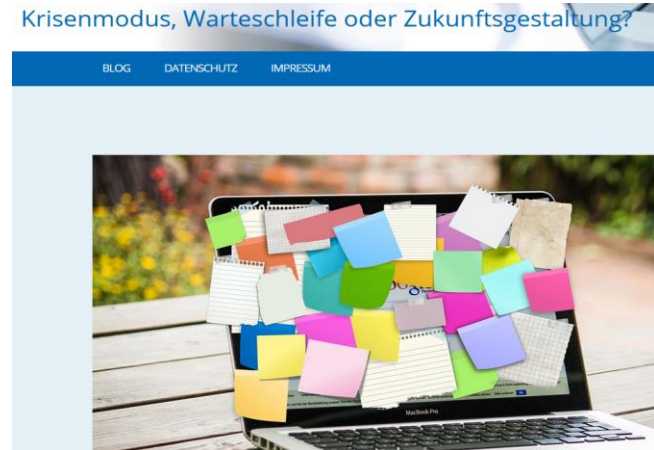 Krisenmodus, Warteschleife oder Zukunftsgestaltung?
BLOG DATENSCHUTZ IMPRESSUM
MacBook Pro